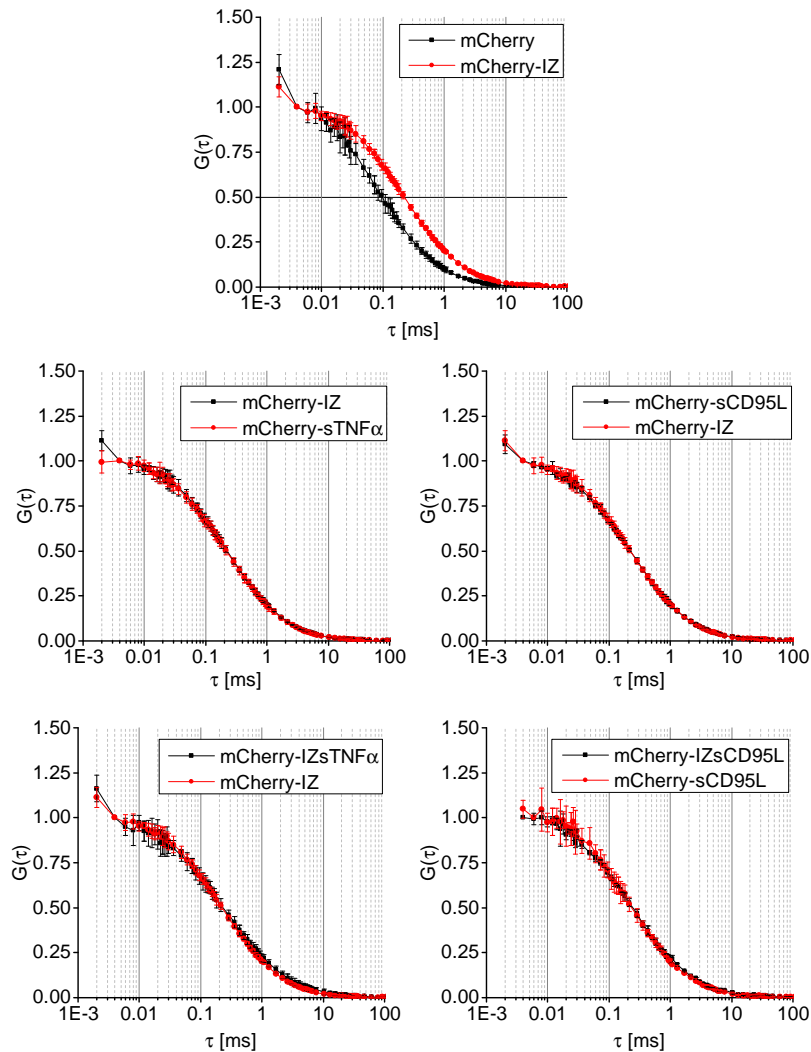 mCherry
mCherry-IZ
G(τ)
1.50
1.25
1.00
0.75
0.50
0.25
0.00
1E-3 0.01 0.1 1 10 100
τ [ms]
mCherry-IZ
mCherry-sTNFα
G(τ)
1.50
1.25
1.00
0.75
0.50
0.25
0.00
1E-3 0.01 0.1 1 10 100
τ [ms]
mCherry-sCD95L
mCherry-IZ
G(τ)
1.50
1.25
1.00
0.75
0.50
0.25
0.00
1E-3 0.01 0.1 1 10 100
τ [ms]
mCherry-IZsTNFα
mCherry-IZ
G(τ)
1.50
1.25
1.00
0.75
0.50
0.25
0.00
1E-3 0.01 0.1 1 10 100
τ [ms]
mCherry-IZsCD95L
mCherry-sCD95L
G(τ)
1.50
1.25
1.00
0.75
0.50
0.25
0.00
1E-3 0.01 0.1 1 10 100
τ [ms]